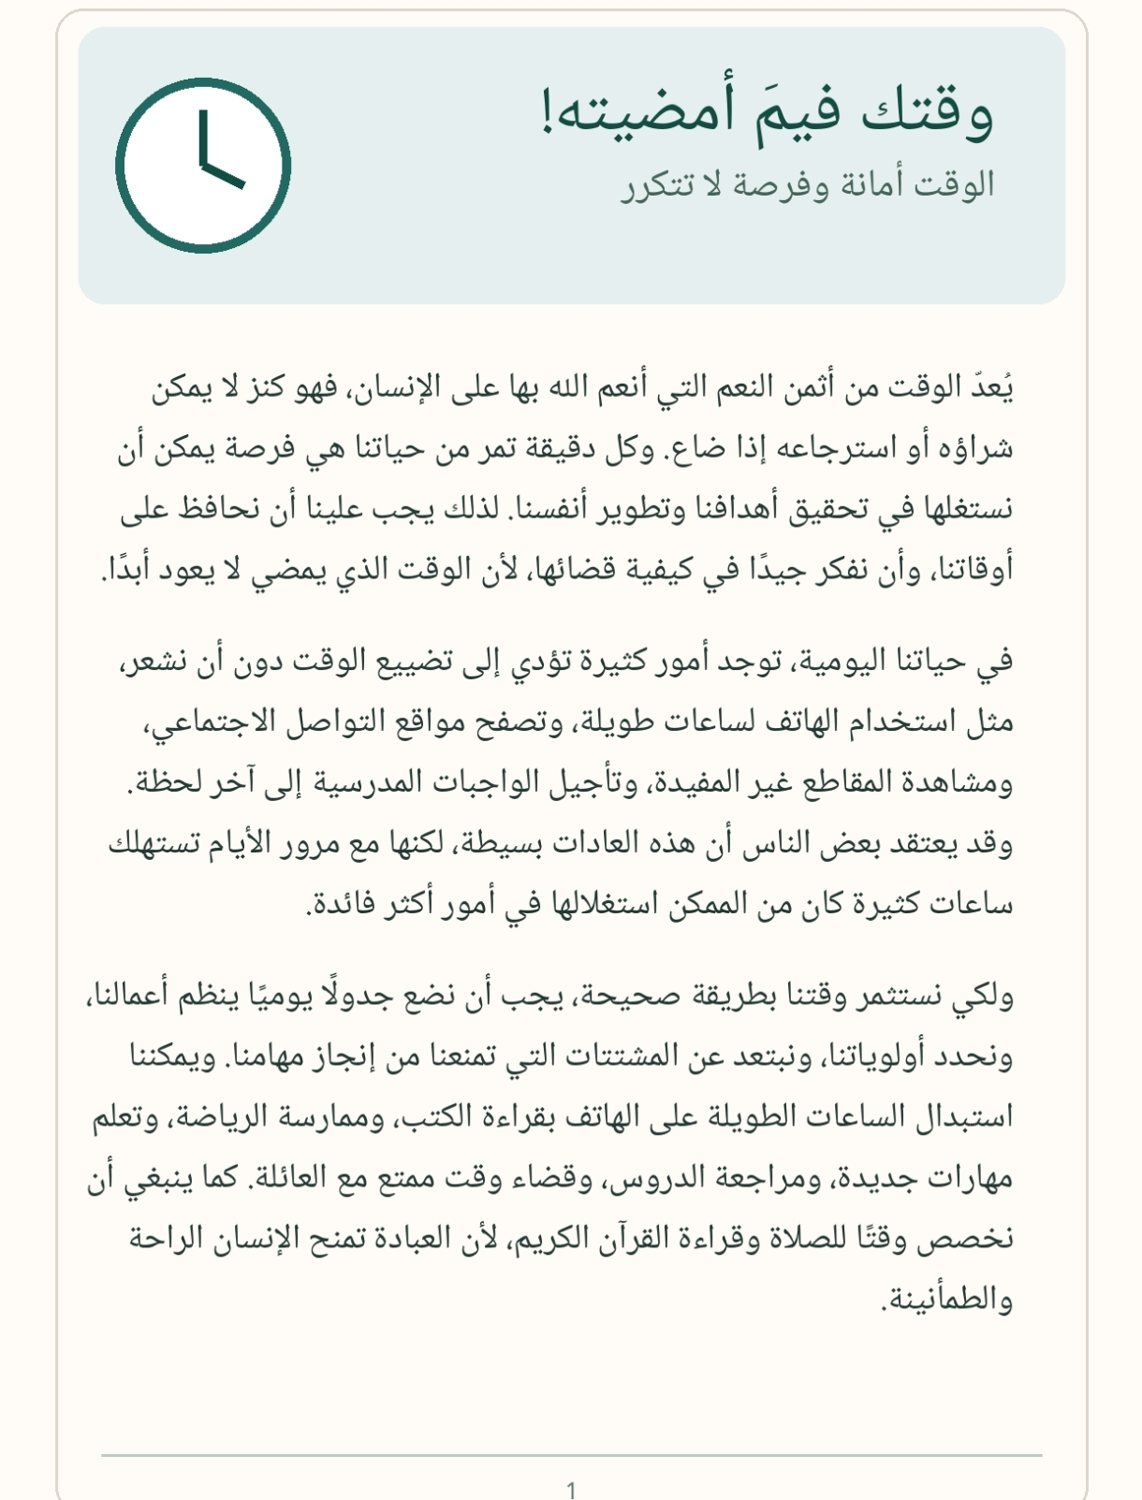 وقتك فيمَ أمضيته!
الوقت أمانة وفرصة لا تتكرر
يُعدّ الوقت من أثمن النعم التي أنعم الله بها على الإنسان، فهو كنز لا يمكن
شراؤه أو استرجاعه إذا ضاع. وكل دقيقة تمر من حياتنا هي فرصة يمكن أن
نستغلها في تحقيق أهدافنا وتطوير أنفسنا. لذلك يجب علينا أن نحافظ على
أوقاتنا، وأن نفكر جيدًا في كيفية قضائها، لأن الوقت الذي يمضي لا يعود أبدًا.
في حياتنا اليومية، توجد أمور كثيرة تؤدي إلى تضييع الوقت دون أن نشعر،
مثل استخدام الهاتف لساعات طويلة، وتصفح مواقع التواصل الاجتماعي،
ومشاهدة المقاطع غير المفيدة، وتأجيل الواجبات المدرسية إلى آخر لحظة.
وقد يعتقد بعض الناس أن هذه العادات بسيطة، لكنها مع مرور الأيام تستهلك
ساعات كثيرة كان من الممكن استغلالها في أمور أكثر فائدة.
ولكي نستثمر وقتنا بطريقة صحيحة، يجب أن نضع جدولًا يوميًا ينظم أعمالنا،
ونحدد أولوياتنا، ونبتعد عن المشتتات التي تمنعنا من إنجاز مهامنا. ويمكننا
استبدال الساعات الطويلة على الهاتف بقراءة الكتب، وممارسة الرياضة، وتعلم
مهارات جديدة، ومراجعة الدروس، وقضاء وقت ممتع مع العائلة. كما ينبغي أن
نخصص وقتًا للصلاة وقراءة القرآن الكريم، لأن العبادة تمنح الإنسان الراحة
والطمأنينة.
1